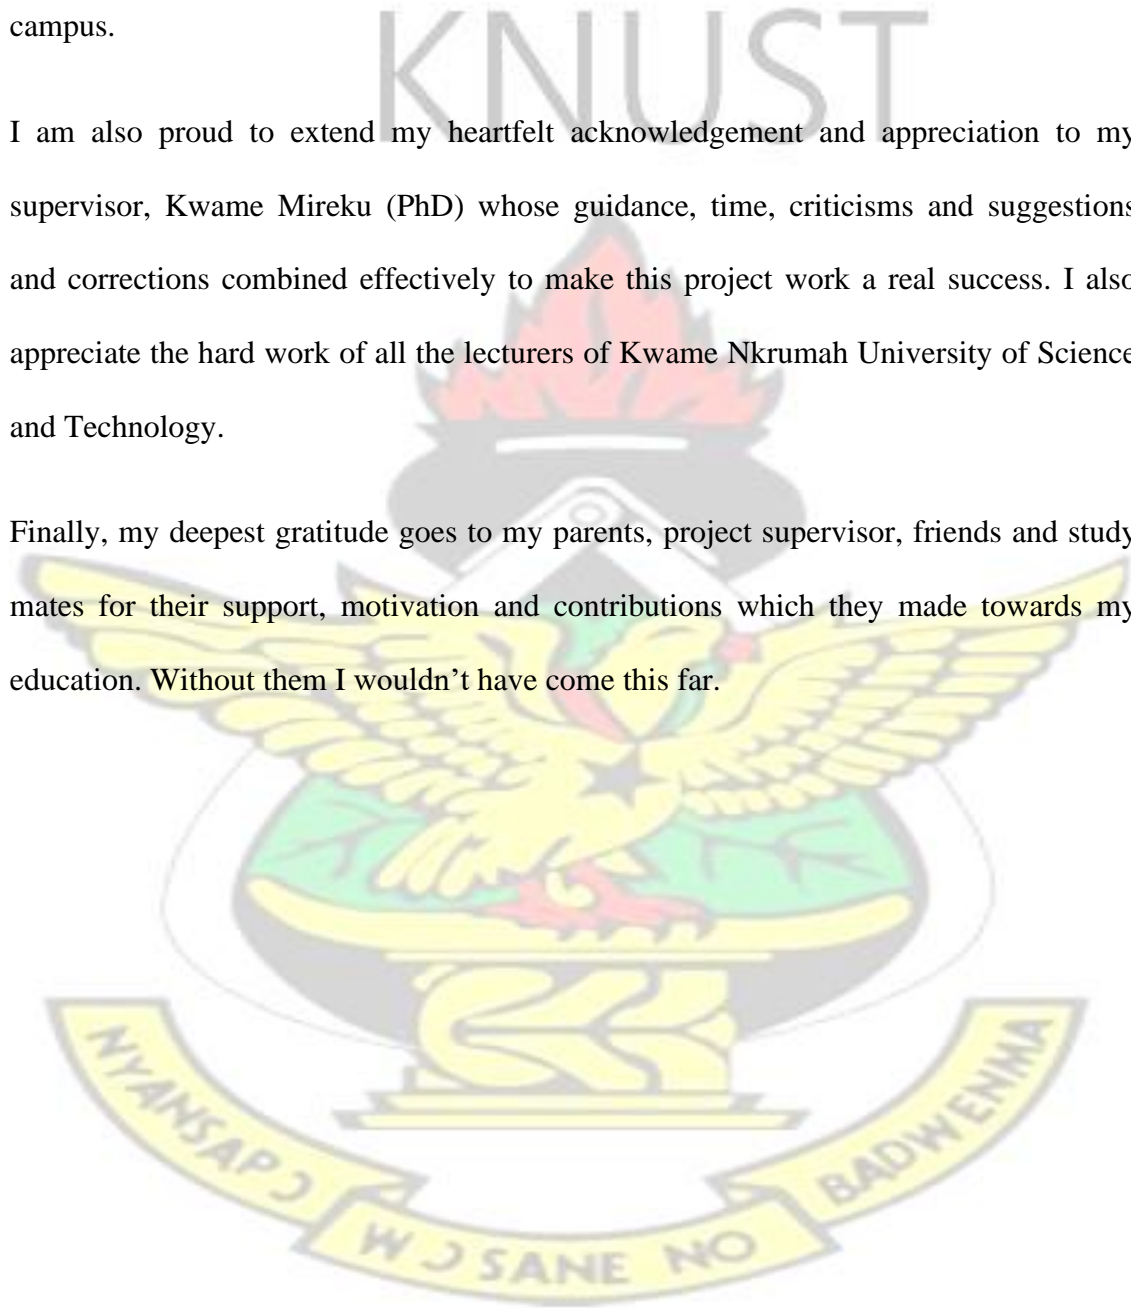 campus.
KNUST
I am also proud to extend my heartfelt acknowledgement and appreciation to my
supervisor, Kwame Mireku (PhD) whose guidance, time, criticisms and suggestions
and corrections combined effectively to make this project work a real success. I also
appreciate the hard work of all the lecturers of Kwame Nkrumah University of Science
and Technology.
Finally, my deepest gratitude goes to my parents, project supervisor, friends and study
mates for their support, motivation and contributions which they made towards my
education. Without them I wouldn’t have come this far.
NYANSAPƆ
WƆSANE NO
BADWENMA